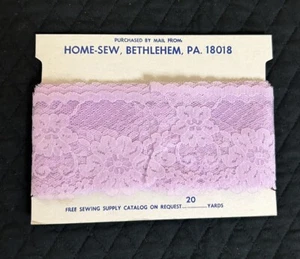 PURCHASED BY MAIL FROM:
HOME-SEW, BETHLEHEM, PA. 18018
20
FREE SEWING SUPPLY CATALOG ON REQUEST..............YARDS